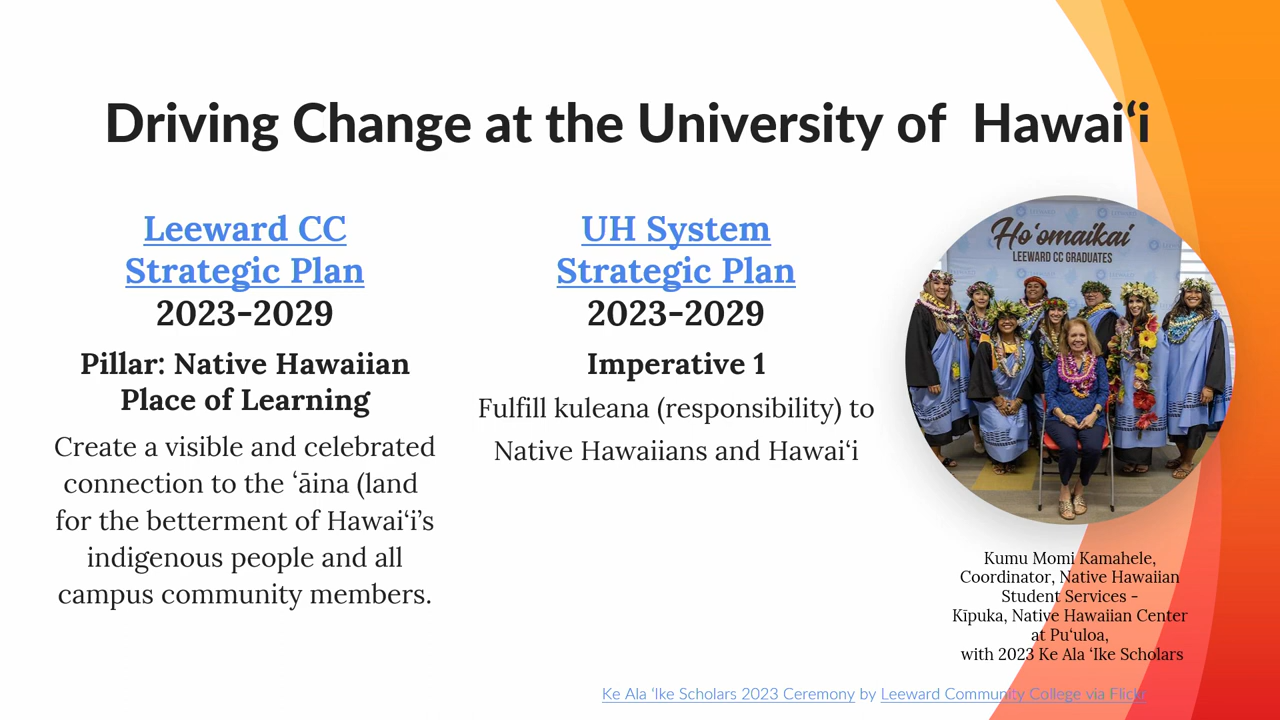 Driving Change at the University of  Hawaiʻi
Leeward CC
Strategic Plan
2023-2029
Pillar: Native Hawaiian
Place of Learning
Create a visible and celebrated
connection to the ʻāina (land
for the betterment of Hawaiʻi’s
indigenous people and all
campus community members.
UH System
Strategic Plan
2023-2029
Imperative 1
Fulfill kuleana (responsibility) to
Native Hawaiians and Hawaiʻi
Hoʻomaikai
LEEWARD CC GRADUATES
Kumu Momi Kamahele,
Coordinator, Native Hawaiian
Student Services -
Kīpuka, Native Hawaiian Center
at Puʻuloa,
with 2023 Ke Ala ʻIke Scholars
Ke Ala ʻIke Scholars 2023 Ceremony by Leeward Community College via Flickr